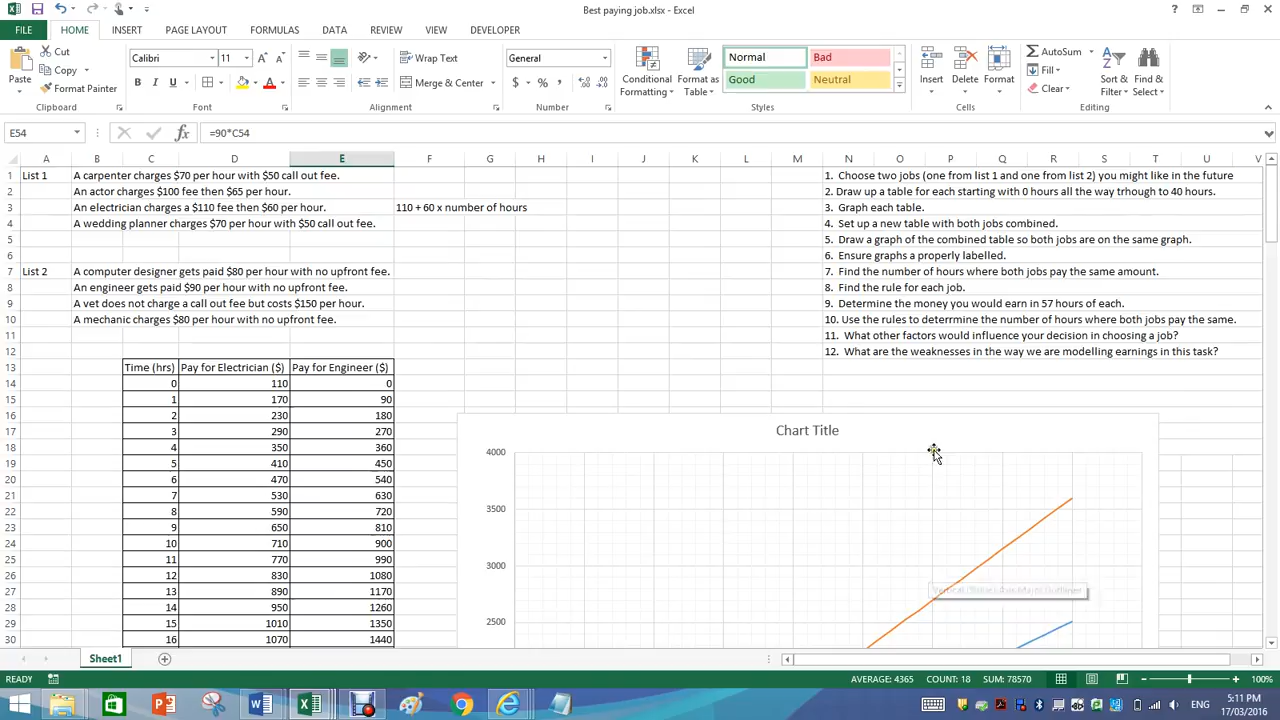 Best paying job.xlsx - Excel
FILE HOME INSERT PAGE LAYOUT FORMULAS DATA REVIEW VIEW DEVELOPER
Paste
Cut
Copy
Format Painter
Clipboard
Calibri 11
B I U
Font
Wrap Text
Merge & Center
Alignment
General
$ %
Number
Conditional Formatting
Format as Table
Normal Bad
Good Neutral
Styles
Insert Delete Format
Cells
AutoSum
Fill
Clear
Sort & Filter
Find & Select
Editing
E54 fx =90*C54
A B C D E F G H I J K L M N O P Q R S T U V
1 List 1 A carpenter charges $70 per hour with $50 call out fee. 1. Choose two jobs (one from list 1 and one from list 2) you might like in the future
2 An actor charges $100 fee then $65 per hour. 2. Draw up a table for each starting with 0 hours all the way trhough to 40 hours.
3 An electrician charges a $110 fee then $60 per hour. 110 + 60 x number of hours 3. Graph each table.
4 A wedding planner charges $70 per hour with $50 call out fee. 4. Set up a new table with both jobs combined.
5 5. Draw a graph of the combined table so both jobs are on the same graph.
6 6. Ensure graphs a properly labelled.
7 List 2 A computer designer gets paid $80 per hour with no upfront fee. 7. Find the number of hours where both jobs pay the same amount.
8 An engineer gets paid $90 per hour with no upfront fee. 8. Find the rule for each job.
9 A vet does not charge a call out fee but costs $150 per hour. 9. Determine the money you would earn in 57 hours of each.
10 A mechanic charges $80 per hour with no upfront fee. 10. Use the rules to deterrmine the number of hours where both jobs pay the same.
11 11. What other factors would influence your decision in choosing a job?
12 12. What are the weaknesses in the way we are modelling earnings in this task?
13 Time (hrs) Pay for Electrician ($) Pay for Engineer ($)
14 0 110 0
15 1 170 90
16 2 230 180
17 3 290 270
18 4 350 360
19 5 410 450
20 6 470 540
21 7 530 630
22 8 590 720
23 9 650 810
24 10 710 900
25 11 770 990
26 12 830 1080
27 13 890 1170
28 14 950 1260
29 15 1010 1350
30 16 1070 1440
Chart Title
4000
3500
3000
2500
Sheet1
READY AVERAGE: 4365 COUNT: 18 SUM: 78570 100%
ENG
5:11 PM
17/03/2016